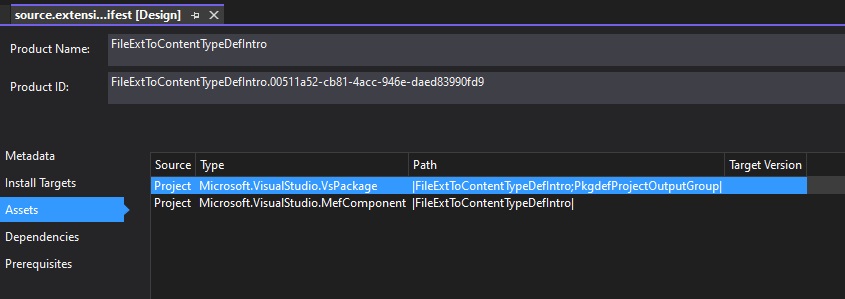 source.extensi...ifest [Design]
Product Name: FileExtToContentTypeDefIntro
Product ID: FileExtToContentTypeDefIntro.00511a52-cb81-4acc-946e-daed83990fd9
Metadata
Source Type Path Target Version
Install Targets
Project Microsoft.VisualStudio.VsPackage |FileExtToContentTypeDefIntro;PkgdefProjectOutputGroup|
Assets
Project Microsoft.VisualStudio.MefComponent |FileExtToContentTypeDefIntro|
Dependencies
Prerequisites